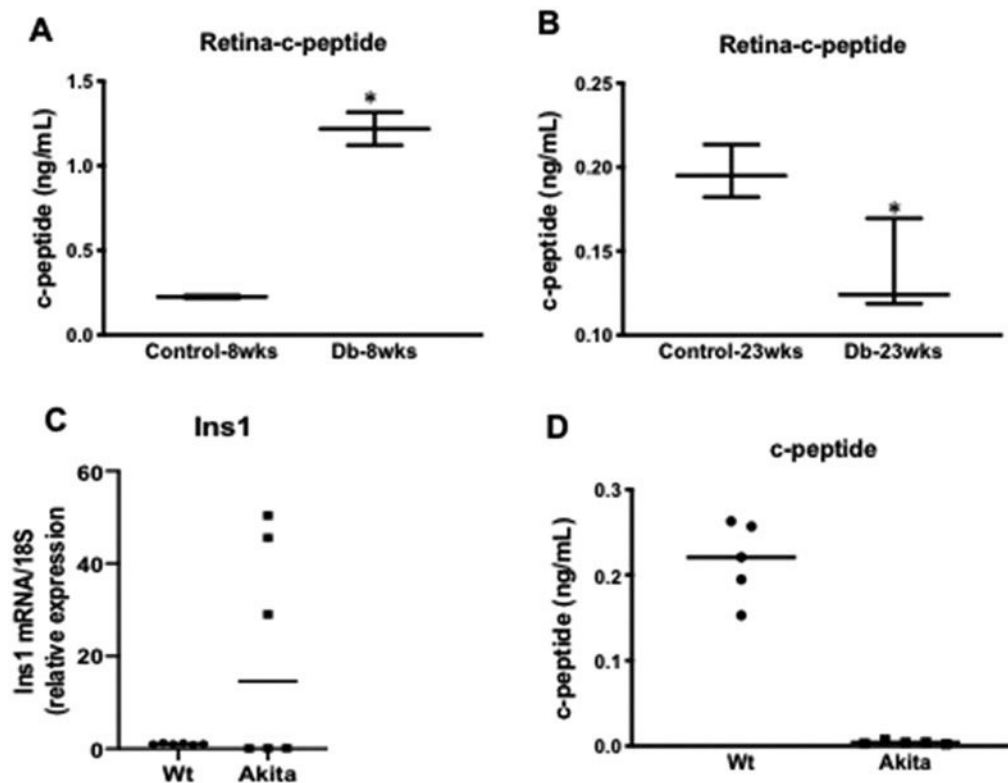 A
Retina-c-peptide
c-peptide (ng/mL)
1.5
1.0
0.5
0.0
*
Control-8wks Db-8wks
B
Retina-c-peptide
c-peptide (ng/mL)
0.25
0.20
0.15
0.10
*
Control-23wks Db-23wks
C
Ins1
Ins1 mRNA/18S
(relative expression)
60
40
20
0
Wt Akita
D
c-peptide
c-peptide (ng/mL)
0.3
0.2
0.1
0.0
Wt Akita